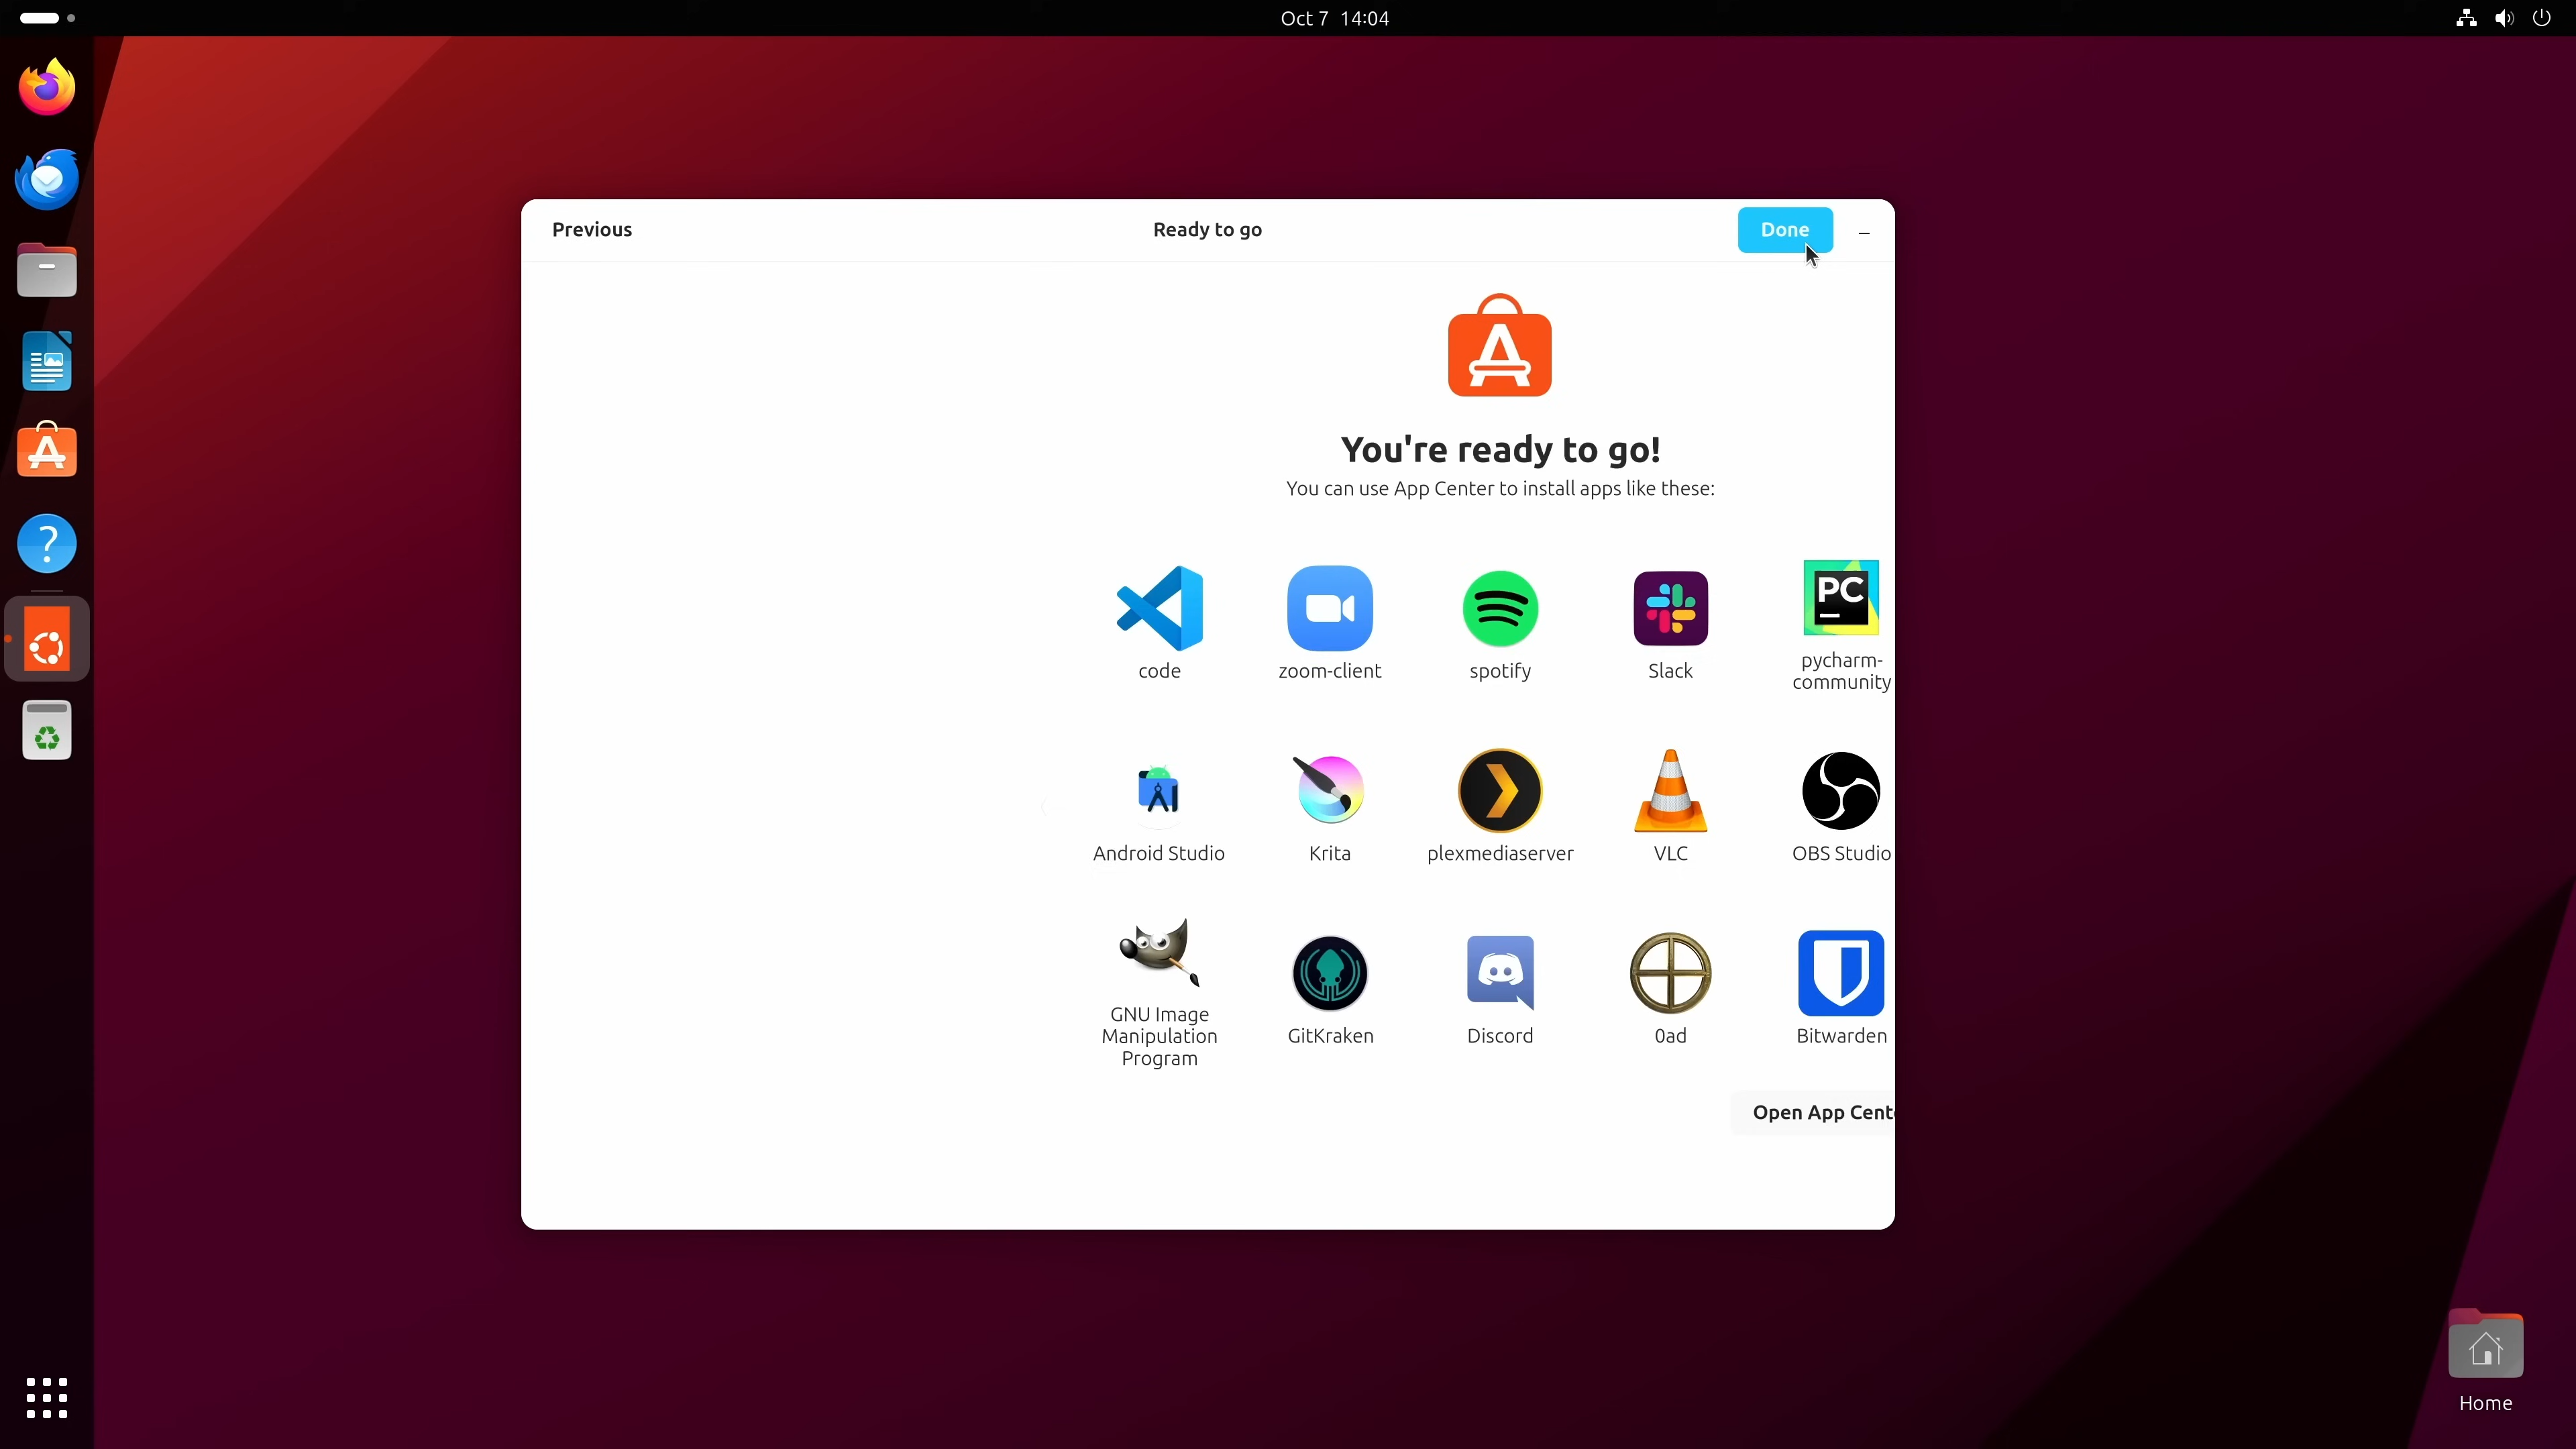 Oct 7 14:04
Previous
Ready to go
Done
You're ready to go!
You can use App Center to install apps like these:
code
zoom-client
spotify
Slack
PC
pycharm-
community
Android Studio
Krita
plexmediaserver
VLC
OBS Studio
GNU Image
Manipulation
Program
GitKraken
Discord
0ad
Bitwarden
Open App Cent
Home